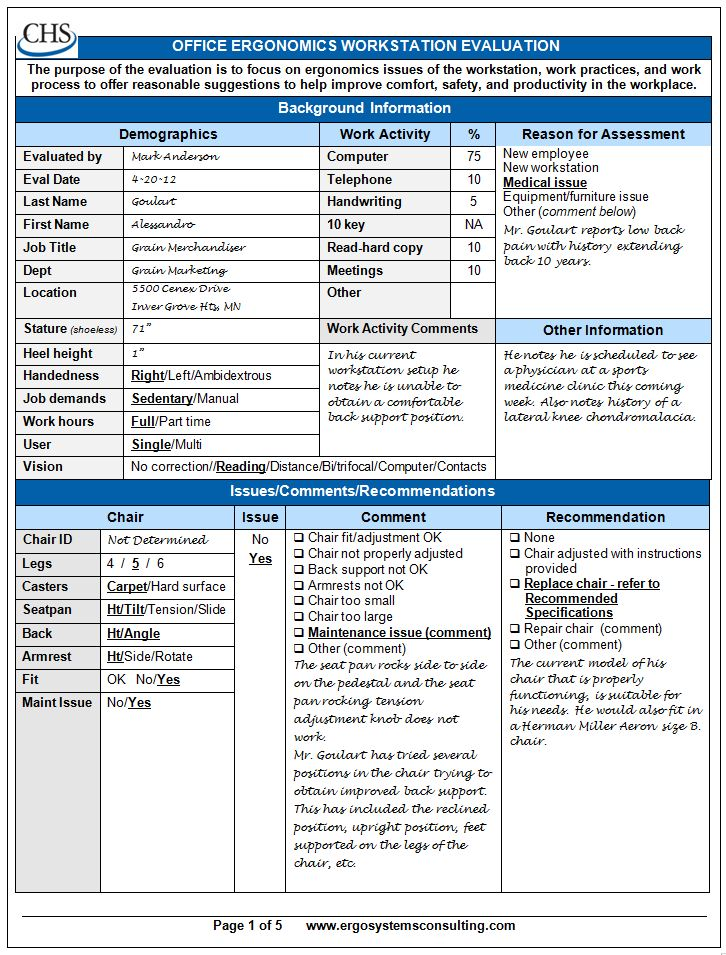 CHS
OFFICE ERGONOMICS WORKSTATION EVALUATION
The purpose of the evaluation is to focus on ergonomics issues of the workstation, work practices, and work
process to offer reasonable suggestions to help improve comfort, safety, and productivity in the workplace.
Background Information
Demographics Work Activity % Reason for Assessment
Evaluated by Mark Anderson Computer 75
Eval Date 4-20-12 Telephone 10
Last Name Goulart Handwriting 5
First Name Alessandro 10 key NA
Job Title Grain Merchandiser Read-hard copy 10
Dept Grain Marketing Meetings 10
Location 5500 Cenex Drive Other
Inver Grove Hts, MN
New employee
New workstation
Medical issue
Equipment/furniture issue
Other (comment below)
Mr. Goulart reports low back
pain with history extending
back 10 years.
Stature (shoeless) 71” Work Activity Comments Other Information
Heel height 1”
Handedness Right/Left/Ambidextrous
Job demands Sedentary/Manual
Work hours Full/Part time
User Single/Multi
Vision No correction//Reading/Distance/Bi/trifocal/Computer/Contacts
In his current
workstation setup he
notes he is unable to
obtain a comfortable
back support position.
He notes he is scheduled to see
a physician at a sports
medicine clinic this coming
week. Also notes history of a
lateral knee chondromalacia.
Issues/Comments/Recommendations
Chair Issue Comment Recommendation
Chair ID Not Determined
Legs 4 / 5 / 6
Casters Carpet/Hard surface
Seatpan Ht/Tilt/Tension/Slide
Back Ht/Angle
Armrest Ht/Side/Rotate
Fit OK No/Yes
Maint Issue No/Yes
No
Yes
❑ Chair fit/adjustment OK
❑ Chair not properly adjusted
❑ Back support not OK
❑ Armrests not OK
❑ Chair too small
❑ Chair too large
❑ Maintenance issue (comment)
❑ Other (comment)
The seat pan rocks side to side
on the pedestal and the seat
pan rocking tension
adjustment knob does not
work.
Mr. Goulart has tried several
positions in the chair trying to
obtain improved back support.
This has included the reclined
position, upright position, feet
supported on the legs of the
chair, etc.
❑ None
❑ Chair adjusted with instructions
provided
❑ Replace chair - refer to
Recommended
Specifications
❑ Repair chair (comment)
❑ Other (comment)
The current model of his
chair that is properly
functioning, is suitable for
his needs. He would also fit in
a Herman Miller Aeron size B
chair.
Page 1 of 5 www.ergosystemsconsulting.com